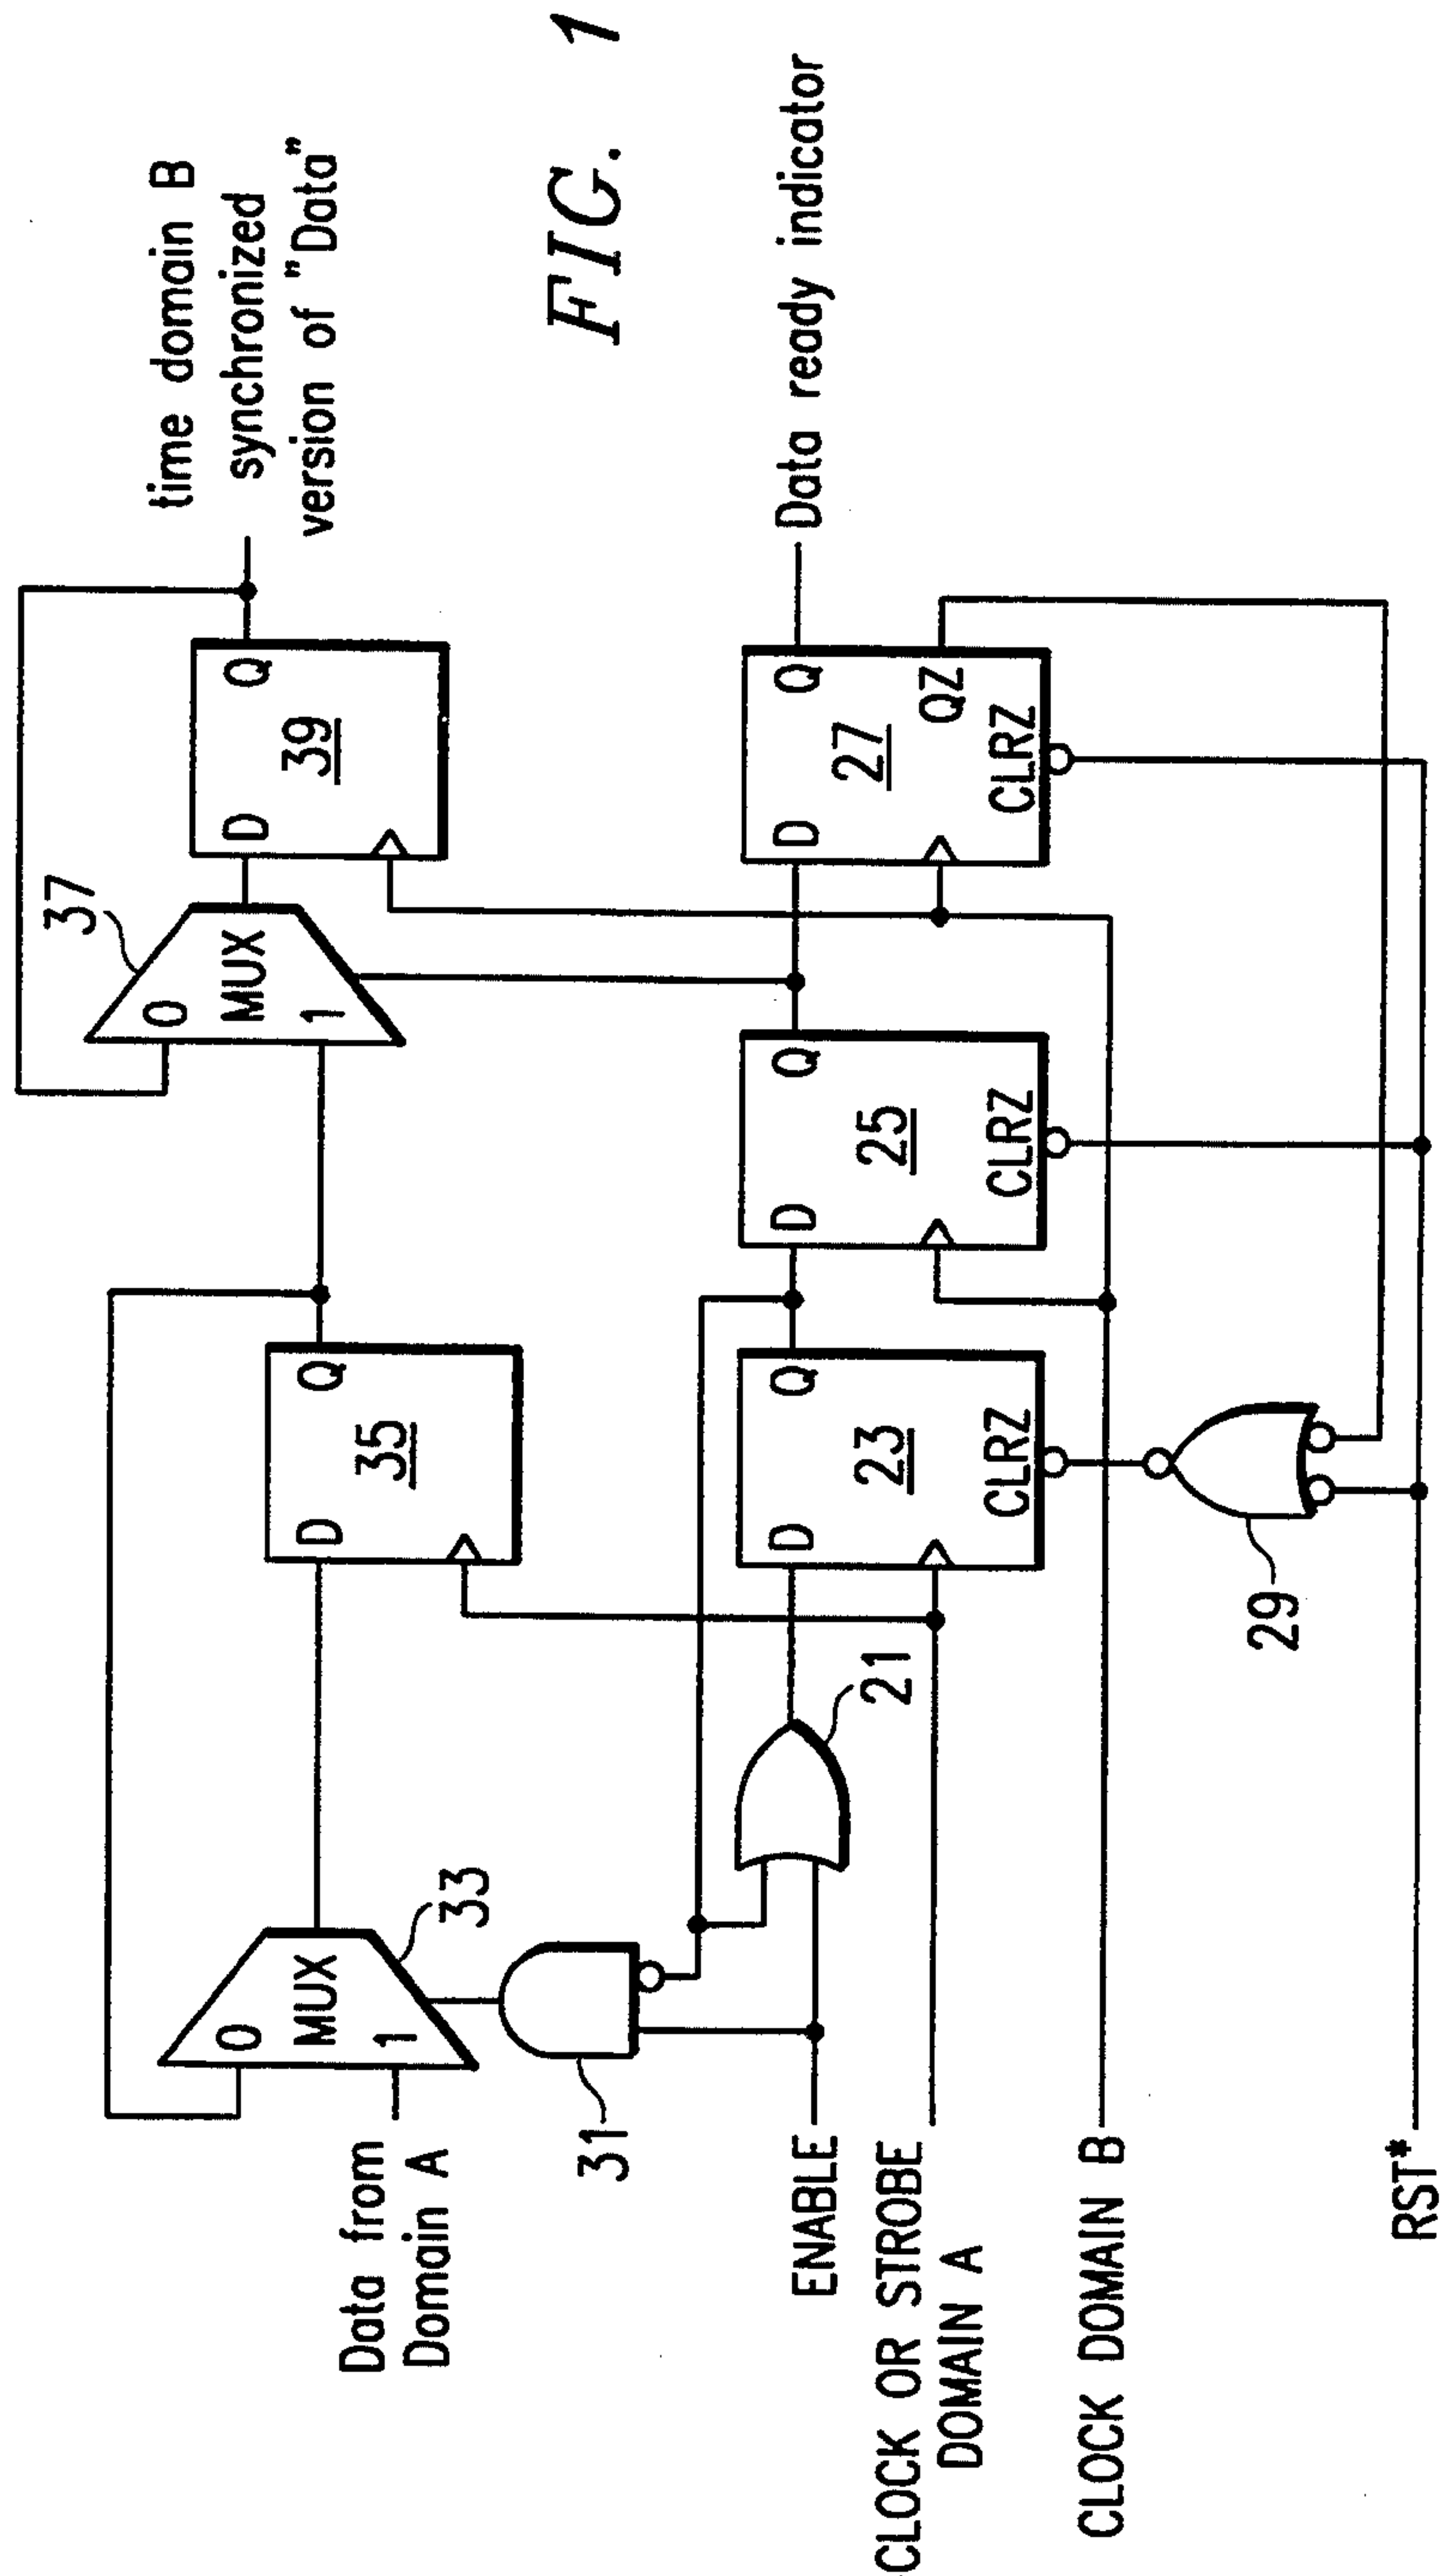 time domain B
synchronized
version of "Data"
FIG. 1
37
D
39
Q
0
MUX
1
D
35
Q
33
0
MUX
1
Data from
Domain A
31
21
D
23
Q
CLRZ
D
25
Q
CLRZ
D
27
Q
QZ
CLRZ
Data ready indicator
ENABLE
CLOCK OR STROBE
DOMAIN A
CLOCK DOMAIN B
29
RST*